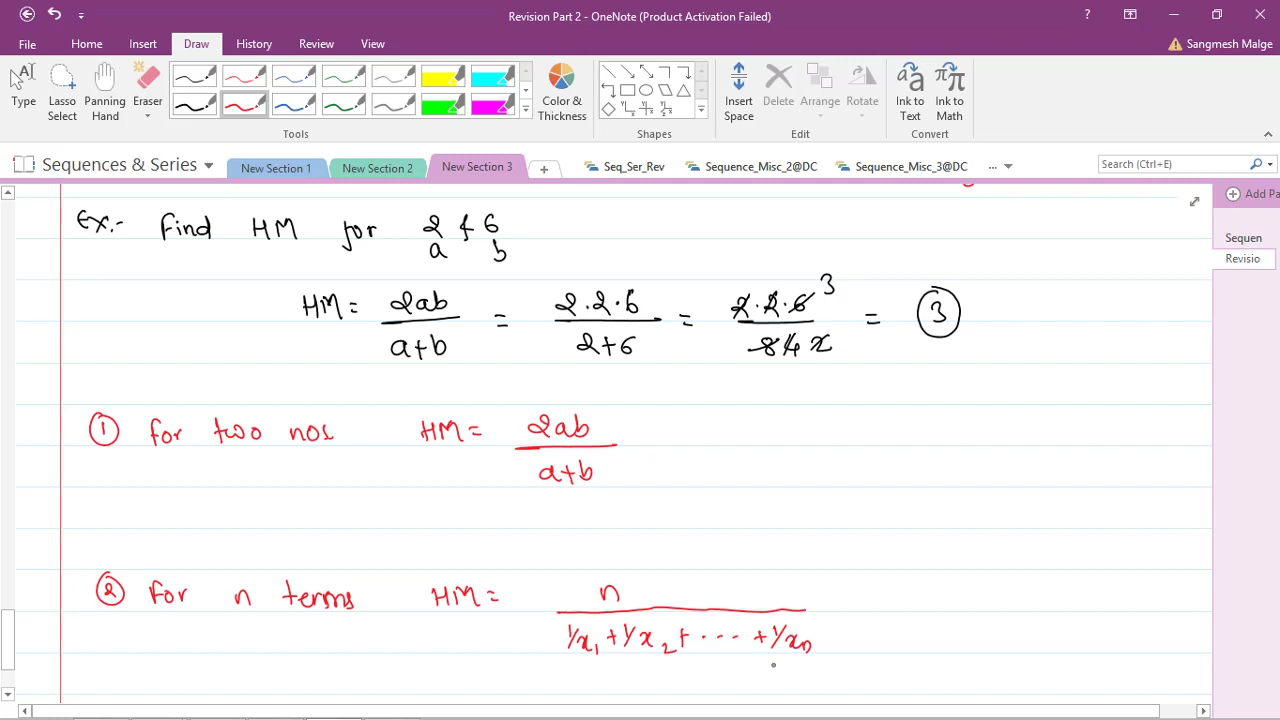 Revision Part 2 - OneNote (Product Activation Failed)
?
File Home Insert Draw History Review View Sangmesh Malge
Type Lasso Select Panning Hand Eraser Color & Thickness Insert Space Delete Arrange Rotate Ink to Text Ink to Math
Tools Shapes Edit Convert
Sequences & Series New Section 1 New Section 2 New Section 3 + Seq_Ser_Rev Sequence_Misc_2@DC Sequence_Misc_3@DC ... Search (Ctrl+E)
Add Pa
Sequen
Revisio
Ex:- Find HM for 2 & 6
a b
HM = 2ab / a+b = 2·2·6 / 2+6 = 2·2·6 3 / 8 4 2 = 3
① for two nos HM = 2ab / a+b
② for n terms HM = n / 1/x₁ + 1/x₂ + ... + 1/xₙ